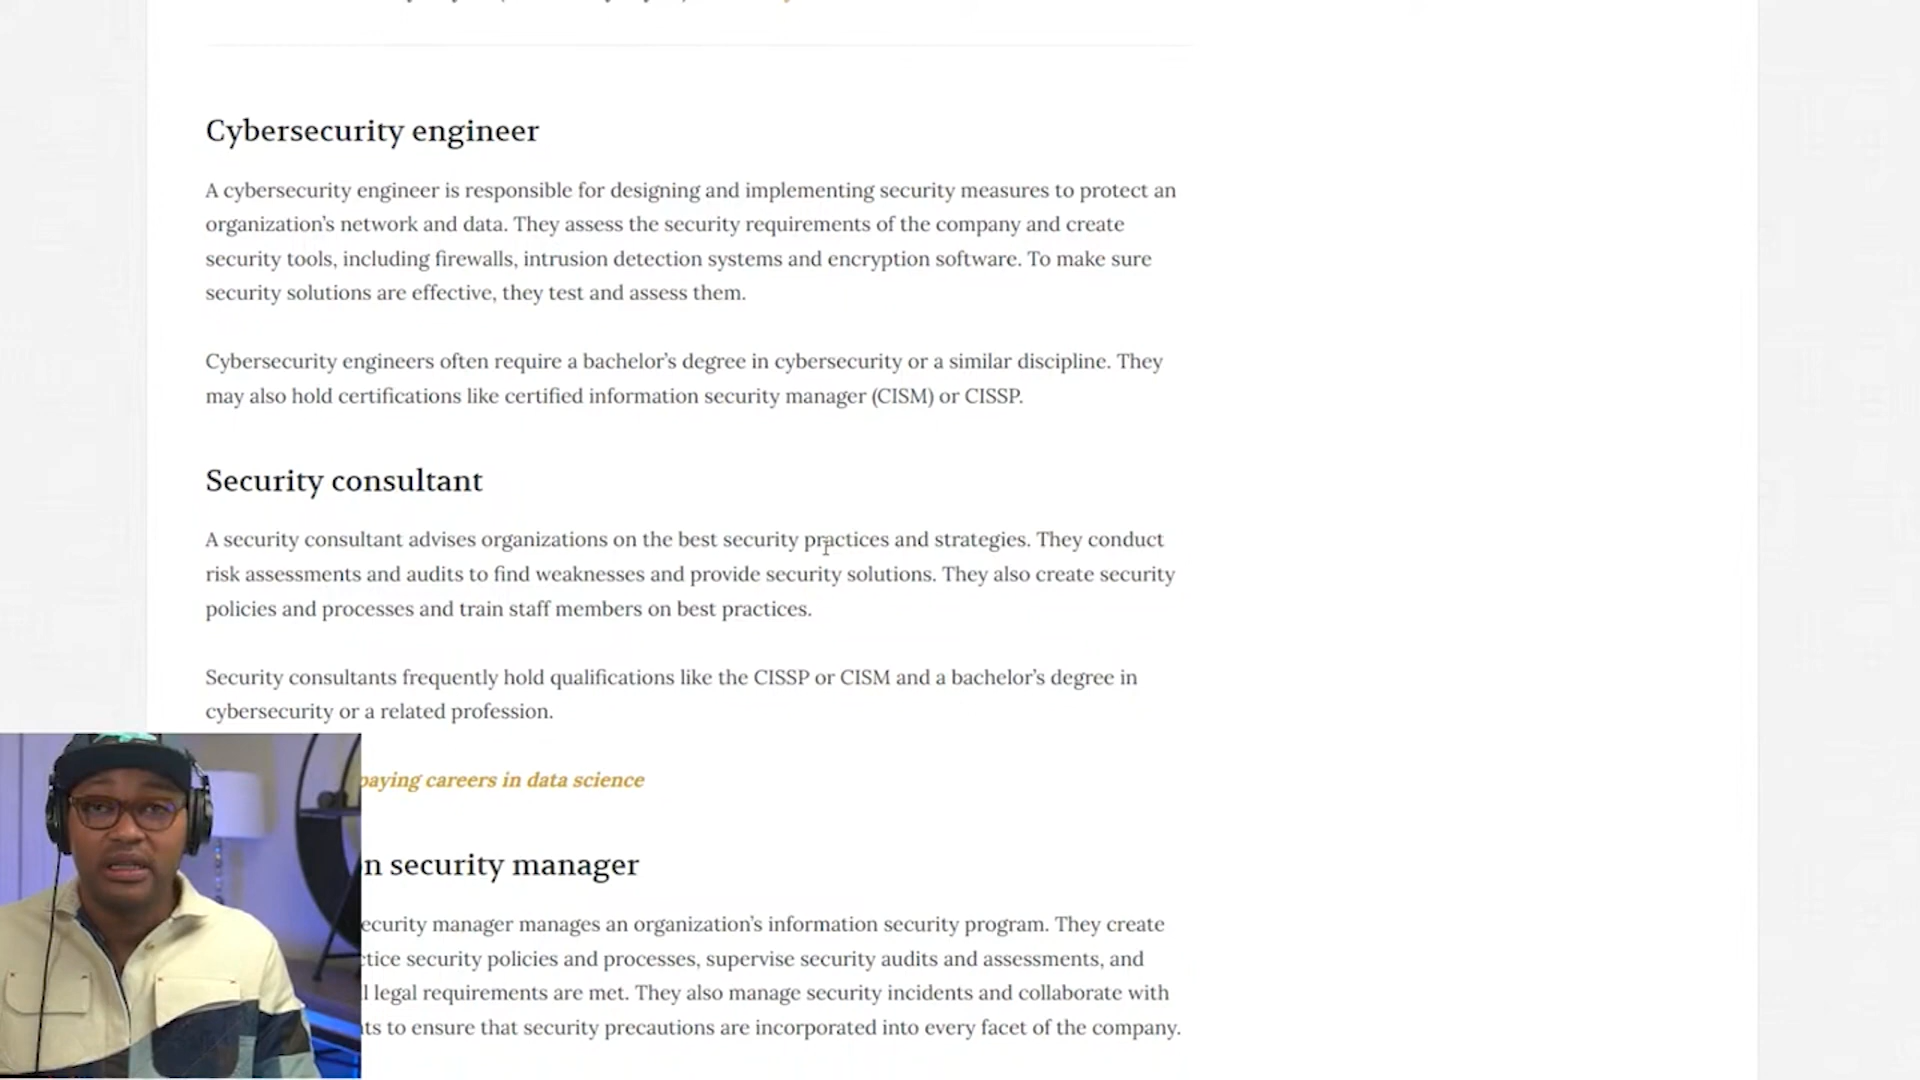 Cybersecurity engineer
A cybersecurity engineer is responsible for designing and implementing security measures to protect an
organization’s network and data. They assess the security requirements of the company and create
security tools, including firewalls, intrusion detection systems and encryption software. To make sure
security solutions are effective, they test and assess them.
Cybersecurity engineers often require a bachelor’s degree in cybersecurity or a similar discipline. They
may also hold certifications like certified information security manager (CISM) or CISSP.
Security consultant
A security consultant advises organizations on the best security practices and strategies. They conduct
risk assessments and audits to find weaknesses and provide security solutions. They also create security
policies and processes and train staff members on best practices.
Security consultants frequently hold qualifications like the CISSP or CISM and a bachelor’s degree in
cybersecurity or a related profession.
paying careers in data science
n security manager
ecurity manager manages an organization’s information security program. They create
tice security policies and processes, supervise security audits and assessments, and
l legal requirements are met. They also manage security incidents and collaborate with
ts to ensure that security precautions are incorporated into every facet of the company.